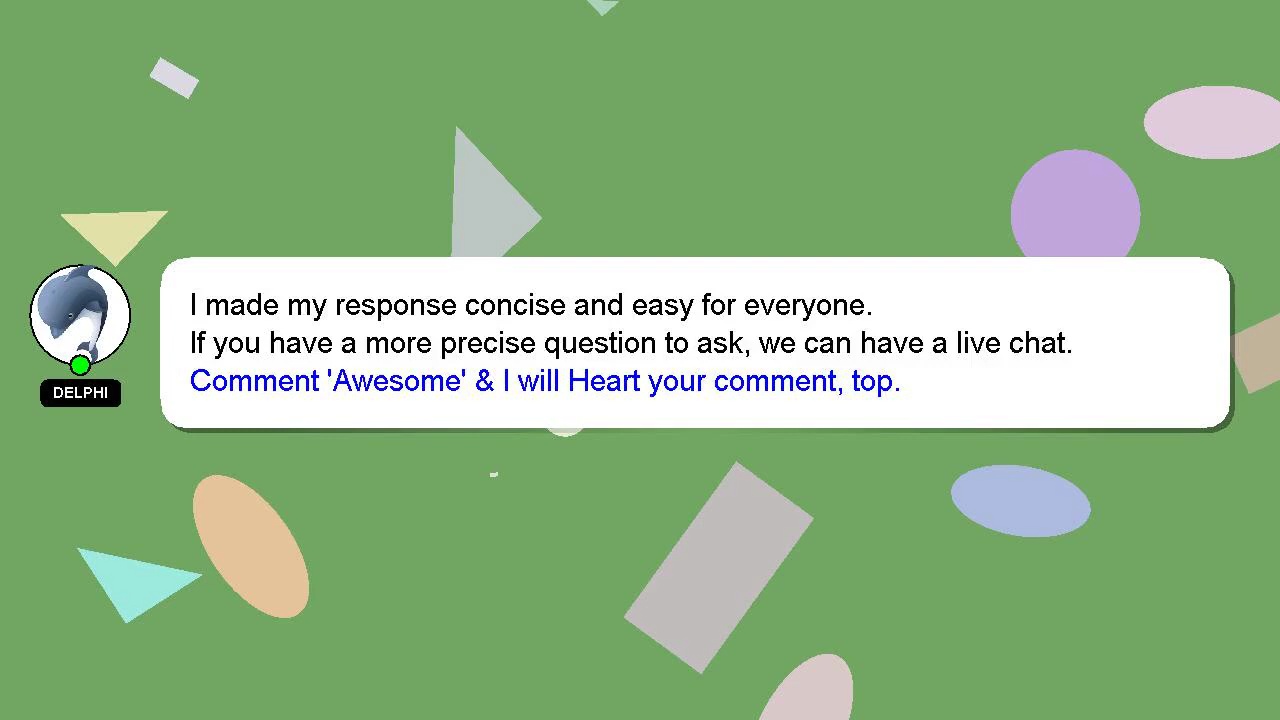 I made my response concise and easy for everyone.
If you have a more precise question to ask, we can have a live chat.
Comment 'Awesome' & I will Heart your comment, top.
DELPHI